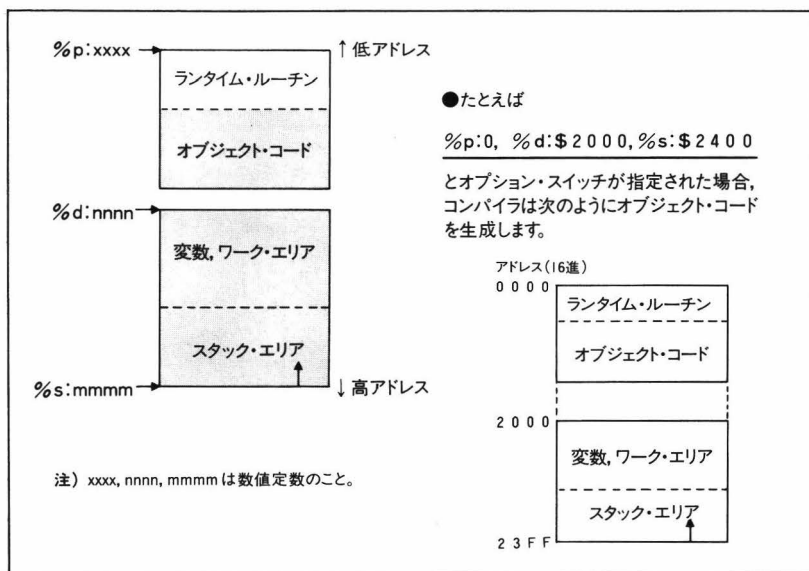 %p:xxxx
↑低アドレス
ランタイム・ルーチン
オブジェクト・コード
%d:nnnn
変数,ワーク・エリア
スタック・エリア
%s:mmmm
↓高アドレス
注) xxxx, nnnn, mmmm は数値定数のこと。
●たとえば
%p:0, %d:$2000,%s:$2400
とオプション・スイッチが指定された場合,
コンパイラは次のようにオブジェクト・コード
を生成します。
アドレス(16進)
0000
ランタイム・ルーチン
オブジェクト・コード
2000
変数,ワーク・エリア
スタック・エリア
23FF